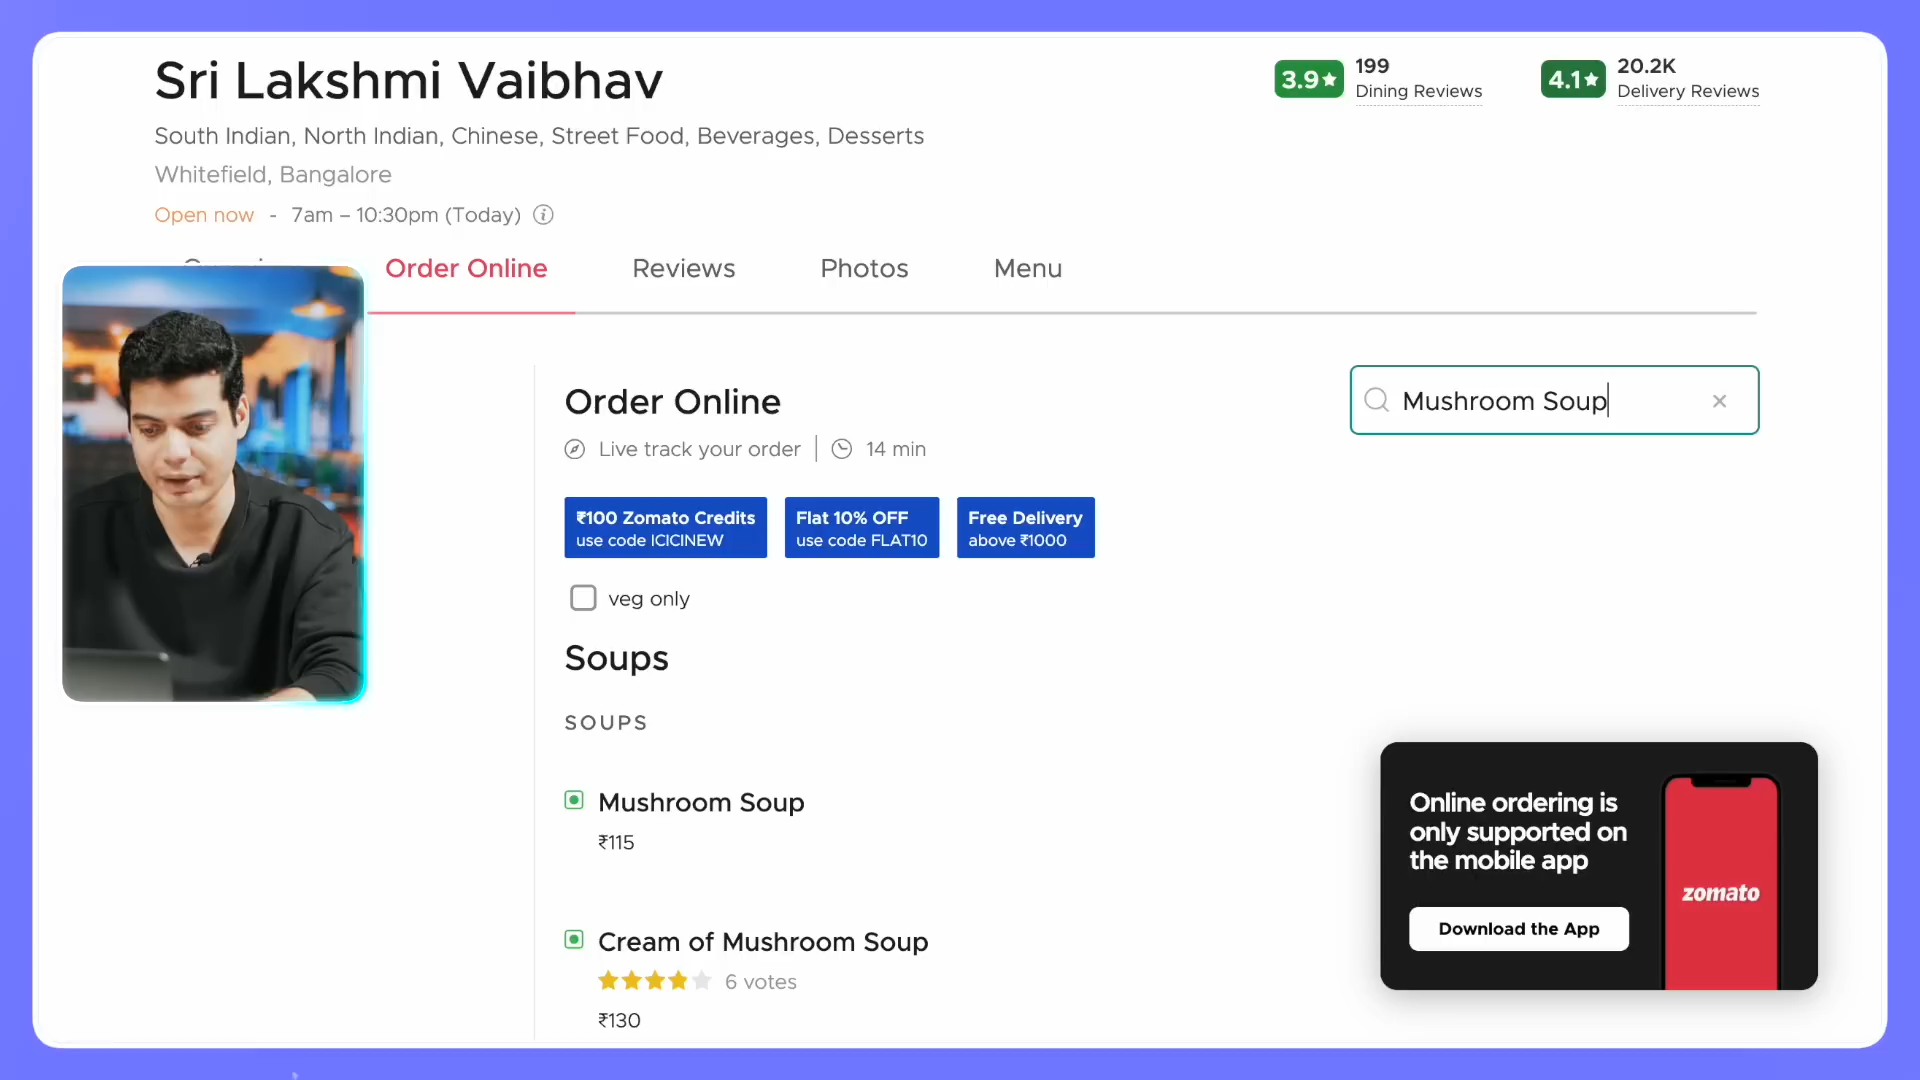 Sri Lakshmi Vaibhav
South Indian, North Indian, Chinese, Street Food, Beverages, Desserts
Whitefield, Bangalore
Open now - 7am – 10:30pm (Today)
3.9★
199
Dining Reviews
4.1★
20.2K
Delivery Reviews
Order Online
Reviews
Photos
Menu
Order Online
Live track your order
14 min
Mushroom Soup
₹100 Zomato Credits
use code ICICINEW
Flat 10% OFF
use code FLAT10
Free Delivery
above ₹1000
veg only
Soups
SOUPS
Mushroom Soup
₹115
Cream of Mushroom Soup
6 votes
₹130
Online ordering is
only supported on
the mobile app
Download the App
zomato